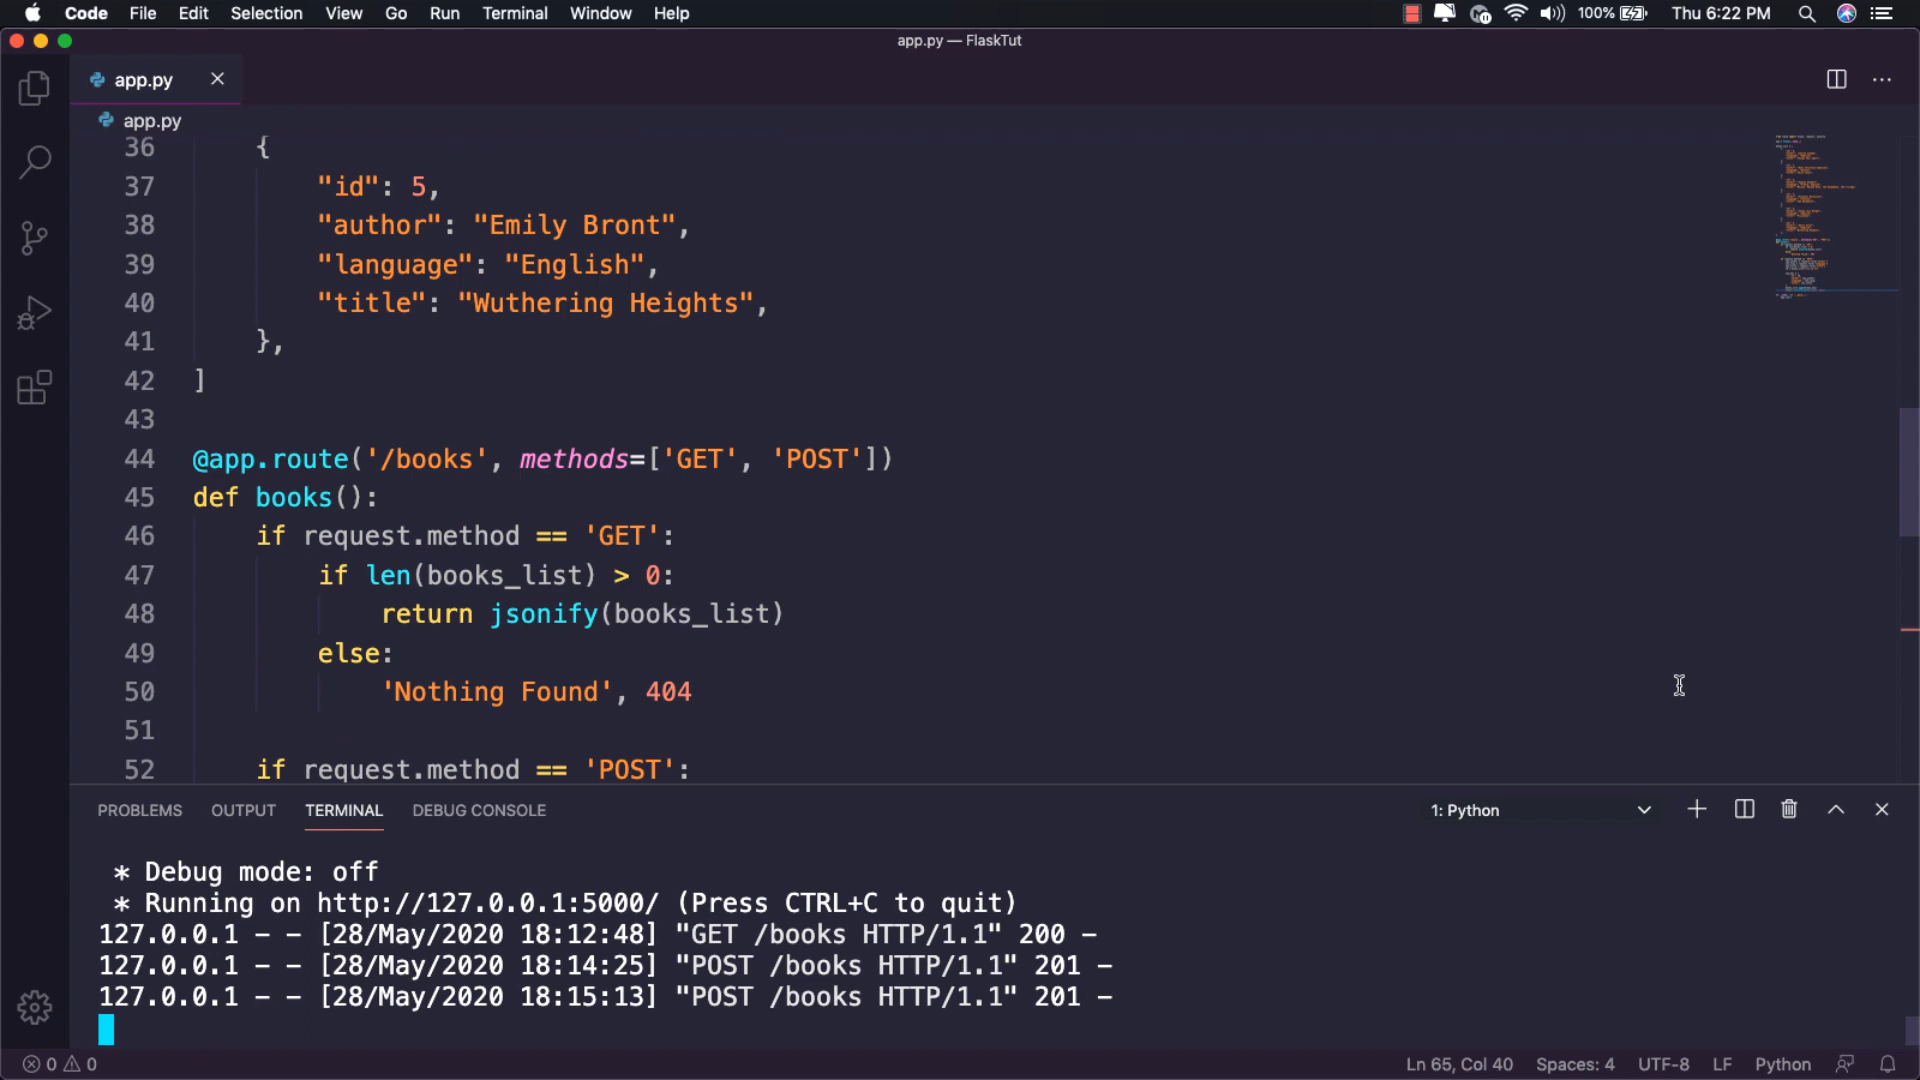 Code File Edit Selection View Go Run Terminal Window Help 100% Thu 6:22 PM
app.py — FlaskTut
app.py
app.py
36 {
37 "id": 5,
38 "author": "Emily Bront",
39 "language": "English",
40 "title": "Wuthering Heights",
41 },
42 ]
43
44 @app.route('/books', methods=['GET', 'POST'])
45 def books():
46 if request.method == 'GET':
47 if len(books_list) > 0:
48 return jsonify(books_list)
49 else:
50 'Nothing Found', 404
51
52 if request.method == 'POST':
PROBLEMS OUTPUT TERMINAL DEBUG CONSOLE 1: Python
* Debug mode: off
* Running on http://127.0.0.1:5000/ (Press CTRL+C to quit)
127.0.0.1 - - [28/May/2020 18:12:48] "GET /books HTTP/1.1" 200 -
127.0.0.1 - - [28/May/2020 18:14:25] "POST /books HTTP/1.1" 201 -
127.0.0.1 - - [28/May/2020 18:15:13] "POST /books HTTP/1.1" 201 -
0 0 Ln 65, Col 40 Spaces: 4 UTF-8 LF Python